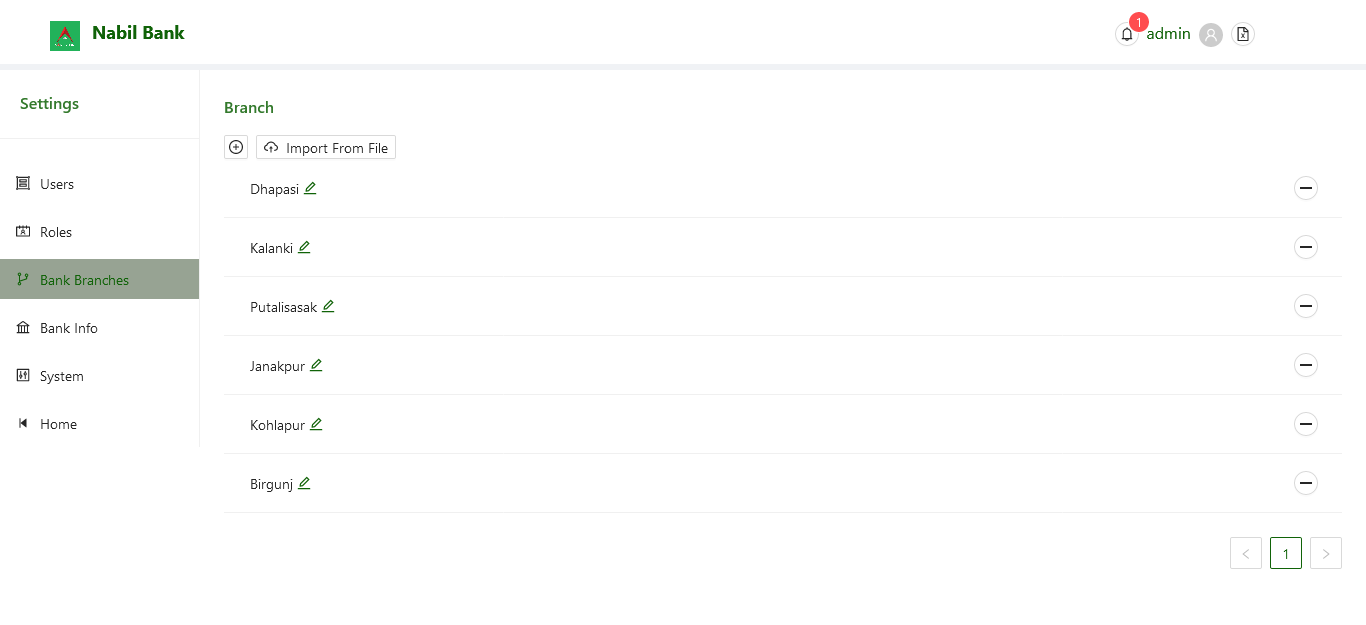 Nabil Bank
1
admin
Settings
Users
Roles
Bank Branches
Bank Info
System
Home
Branch
Import From File
Dhapasi
Kalanki
Putalisasak
Janakpur
Kohlapur
Birgunj
< 1 >